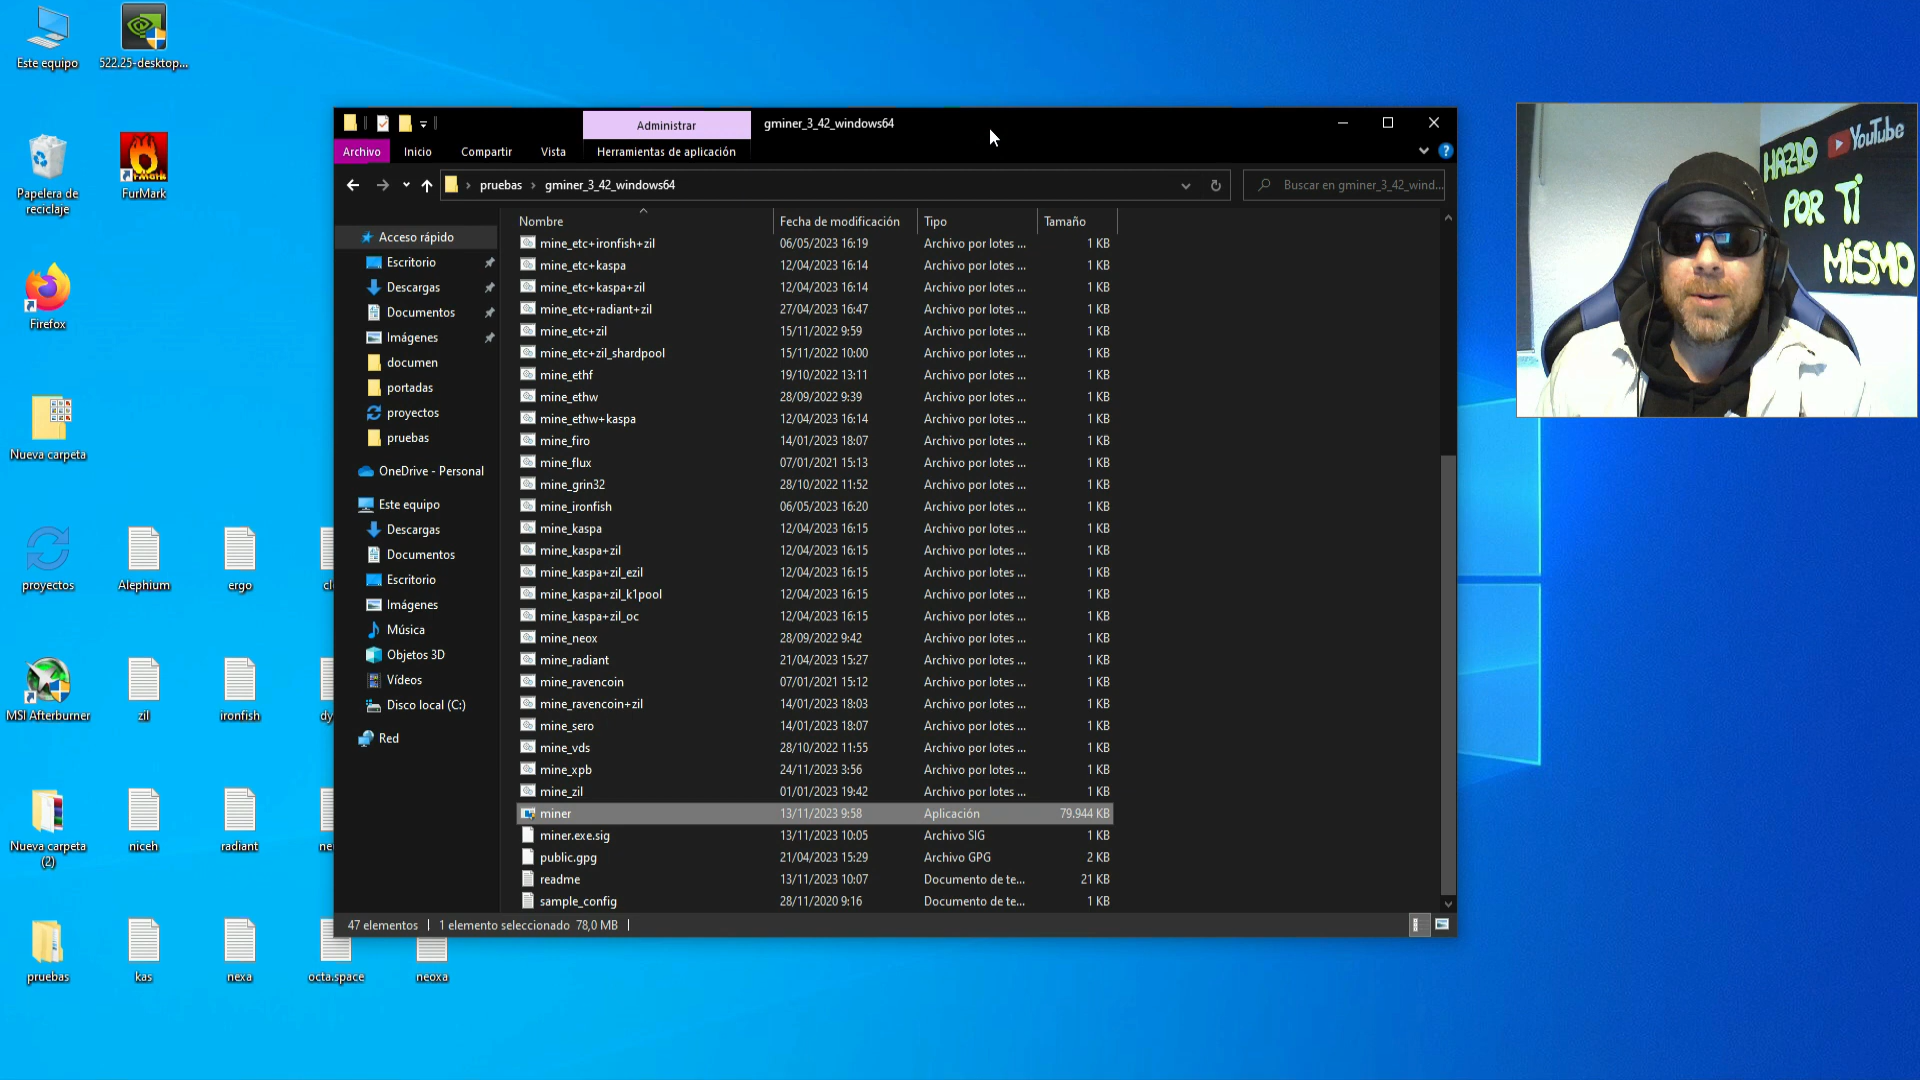 Este equipo
522.25-desktop...
Papelera de
reciclaje
FurMark
Firefox
Nueva carpeta
proyectos
Alephium
ergo
MSI Afterburner
zil
ironfish
Nueva carpeta
(2)
niceh
radiant
pruebas
kas
nexa
octa.space
neoxa
Administrar
gminer_3_42_windows64
Archivo
Inicio
Compartir
Vista
Herramientas de aplicación
pruebas
gminer_3_42_windows64
Buscar en gminer_3_42_wind...
Acceso rápido
Escritorio
Descargas
Documentos
Imágenes
documen
portadas
proyectos
pruebas
OneDrive - Personal
Este equipo
Descargas
Documentos
Escritorio
Imágenes
Música
Objetos 3D
Vídeos
Disco local (C:)
Red
Nombre Fecha de modificación Tipo Tamaño
mine_etc+ironfish+zil 06/05/2023 16:19 Archivo por lotes ... 1 KB
mine_etc+kaspa 12/04/2023 16:14 Archivo por lotes ... 1 KB
mine_etc+kaspa+zil 12/04/2023 16:14 Archivo por lotes ... 1 KB
mine_etc+radiant+zil 27/04/2023 16:47 Archivo por lotes ... 1 KB
mine_etc+zil 15/11/2022 9:59 Archivo por lotes ... 1 KB
mine_etc+zil_shardpool 15/11/2022 10:00 Archivo por lotes ... 1 KB
mine_ethf 19/10/2022 13:11 Archivo por lotes ... 1 KB
mine_ethw 28/09/2022 9:39 Archivo por lotes ... 1 KB
mine_ethw+kaspa 12/04/2023 16:14 Archivo por lotes ... 1 KB
mine_firo 14/01/2023 18:07 Archivo por lotes ... 1 KB
mine_flux 07/01/2021 15:13 Archivo por lotes ... 1 KB
mine_grin32 28/10/2022 11:52 Archivo por lotes ... 1 KB
mine_ironfish 06/05/2023 16:20 Archivo por lotes ... 1 KB
mine_kaspa 12/04/2023 16:15 Archivo por lotes ... 1 KB
mine_kaspa+zil 12/04/2023 16:15 Archivo por lotes ... 1 KB
mine_kaspa+zil_ezil 12/04/2023 16:15 Archivo por lotes ... 1 KB
mine_kaspa+zil_k1pool 12/04/2023 16:15 Archivo por lotes ... 1 KB
mine_kaspa+zil_oc 12/04/2023 16:15 Archivo por lotes ... 1 KB
mine_neox 28/09/2022 9:42 Archivo por lotes ... 1 KB
mine_radiant 21/04/2023 15:27 Archivo por lotes ... 1 KB
mine_ravencoin 07/01/2021 15:12 Archivo por lotes ... 1 KB
mine_ravencoin+zil 14/01/2023 18:03 Archivo por lotes ... 1 KB
mine_sero 14/01/2023 18:07 Archivo por lotes ... 1 KB
mine_vds 28/10/2022 11:55 Archivo por lotes ... 1 KB
mine_xpb 24/11/2023 3:56 Archivo por lotes ... 1 KB
mine_zil 01/01/2023 19:42 Archivo por lotes ... 1 KB
miner 13/11/2023 9:58 Aplicación 79.944 KB
miner.exe.sig 13/11/2023 10:05 Archivo SIG 1 KB
public.gpg 21/04/2023 15:29 Archivo GPG 2 KB
readme 13/11/2023 10:07 Documento de te... 21 KB
sample_config 28/11/2020 9:16 Documento de te... 1 KB
47 elementos 1 elemento seleccionado 78,0 MB
HAZLO YouTube
POR TI
MISMO